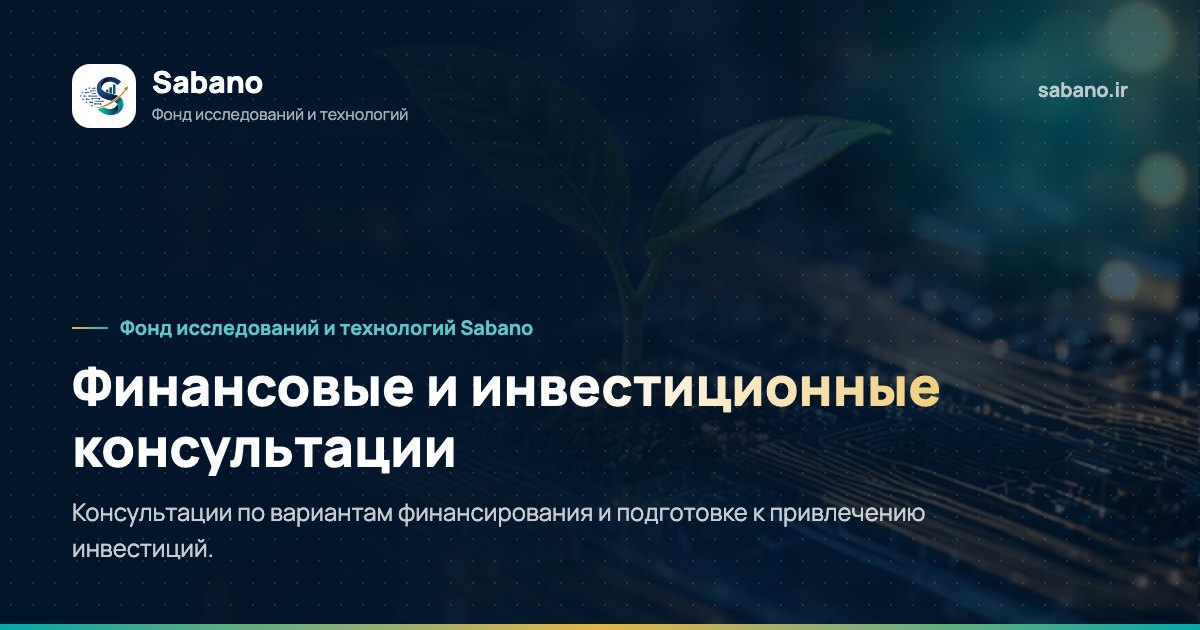 Sabano
Фонд исследований и технологий
sabano.ir
Фонд исследований и технологий Sabano
Финансовые и инвестиционные
консультации
Консультации по вариантам финансирования и подготовке к привлечению
инвестиций.